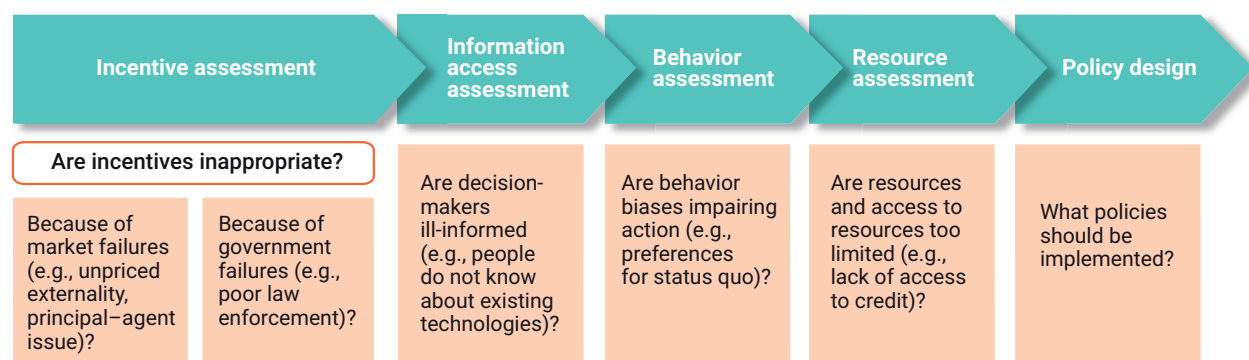 Incentive assessment
Information
access
assessment
Behavior
assessment
Resource
assessment
Policy design
Are incentives inappropriate?
Because of
market failures
(e.g., unpriced
externality,
principal–agent
issue)?
Because of
government
failures (e.g.,
poor law
enforcement)?
Are decision-
makers
ill-informed
(e.g., people
do not know
about existing
technologies)?
Are behavior
biases impairing
action (e.g.,
preferences
for status quo)?
Are resources
and access to
resources too
limited (e.g.,
lack of access
to credit)?
What policies
should be
implemented?